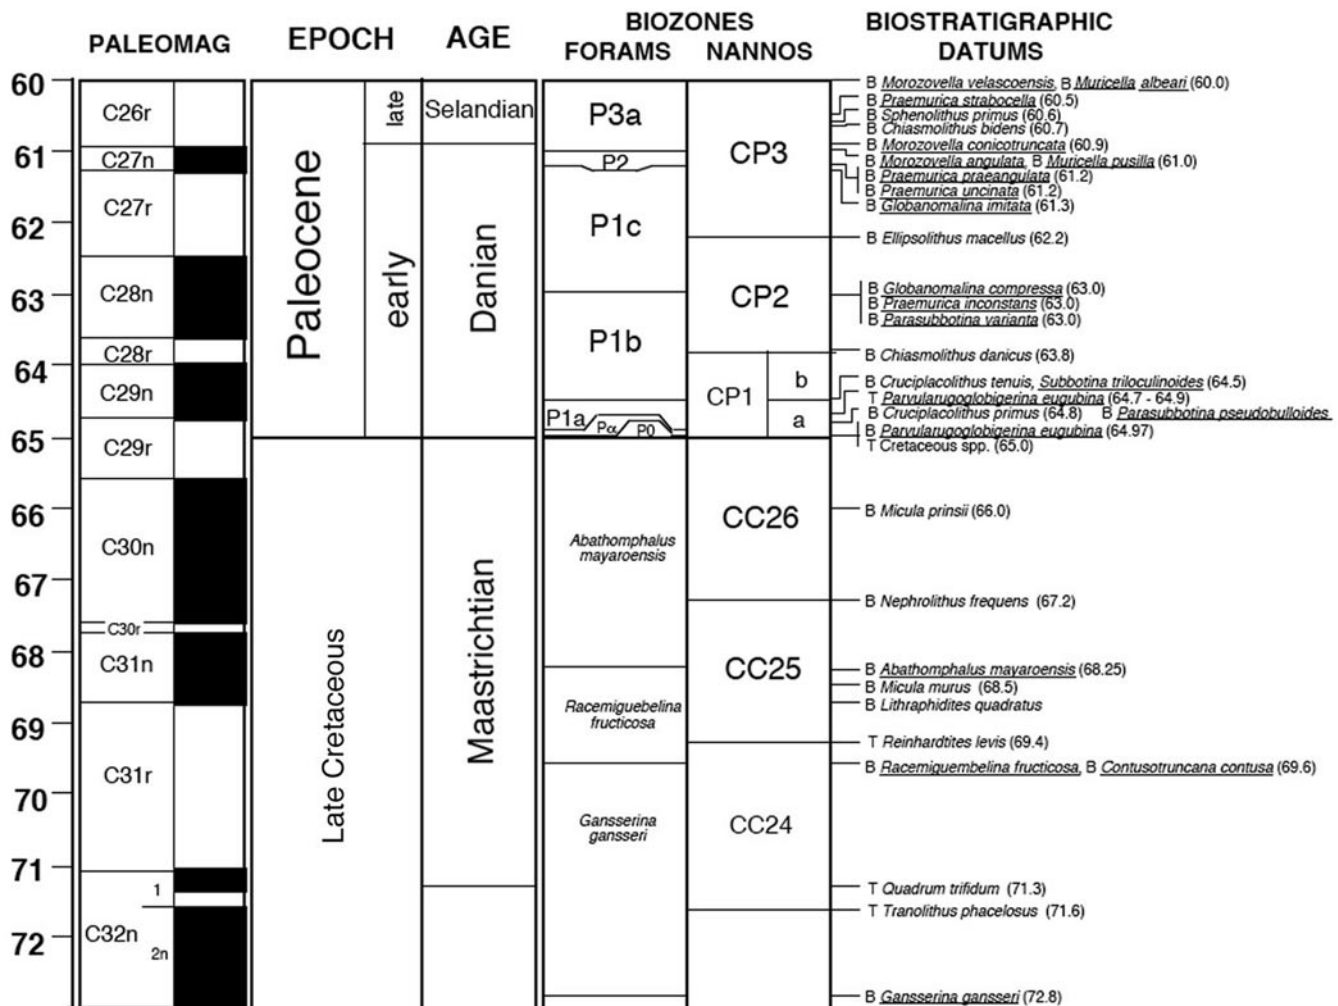 PALEOMAG
EPOCH
AGE
BIOZONES
FORAMS NANNOS
BIOSTRATIGRAPHIC
DATUMS
60
61
62
63
64
65
66
67
68
69
70
71
72
C26r
C27n
C27r
C28n
C28r
C29n
C29r
C30n
C30r
C31n
C31r
1
C32n
2n
Paleocene
late
early
Late Cretaceous
Selandian
Danian
Maastrichtian
P3a
P2
P1c
P1b
P1a
Pα
P0
Abathomphalus
mayaroensis
Racemiguebelina
fructicosa
Gansserina
gansseri
CP3
CP2
CP1
b
a
CC26
CC25
CC24
B Morozovella velascoensis, B Muricella albeari (60.0)
B Praemurica strabocella (60.5)
B Sphenolithus primus (60.6)
B Chiasmolithus bidens (60.7)
B Morozovella conicotruncata (60.9)
B Morozovella angulata, B Muricella pusilla (61.0)
B Praemurica praeangulata (61.2)
B Praemurica uncinata (61.2)
B Globanomalina imitata (61.3)
B Ellipsolithus macellus (62.2)
B Globanomalina compressa (63.0)
B Praemurica inconstans (63.0)
B Parasubbotina varianta (63.0)
B Chiasmolithus danicus (63.8)
B Cruciplacolithus tenuis, Subbotina triloculinoides (64.5)
T Parvularugoglobigerina eugubina (64.7 - 64.9)
B Cruciplacolithus primus (64.8) B Parasubbotina pseudobulloides
B Parvularugoglobigerina eugubina (64.97)
T Cretaceous spp. (65.0)
B Micula prinsii (66.0)
B Nephrolithus frequens (67.2)
B Abathomphalus mayaroensis (68.25)
B Micula murus (68.5)
B Lithraphidites quadratus
T Reinhardtites levis (69.4)
B Racemiguembelina fructicosa, B Contusotruncana contusa (69.6)
T Quadrum trifidum (71.3)
T Tranolithus phacelosus (71.6)
B Gansserina gansseri (72.8)